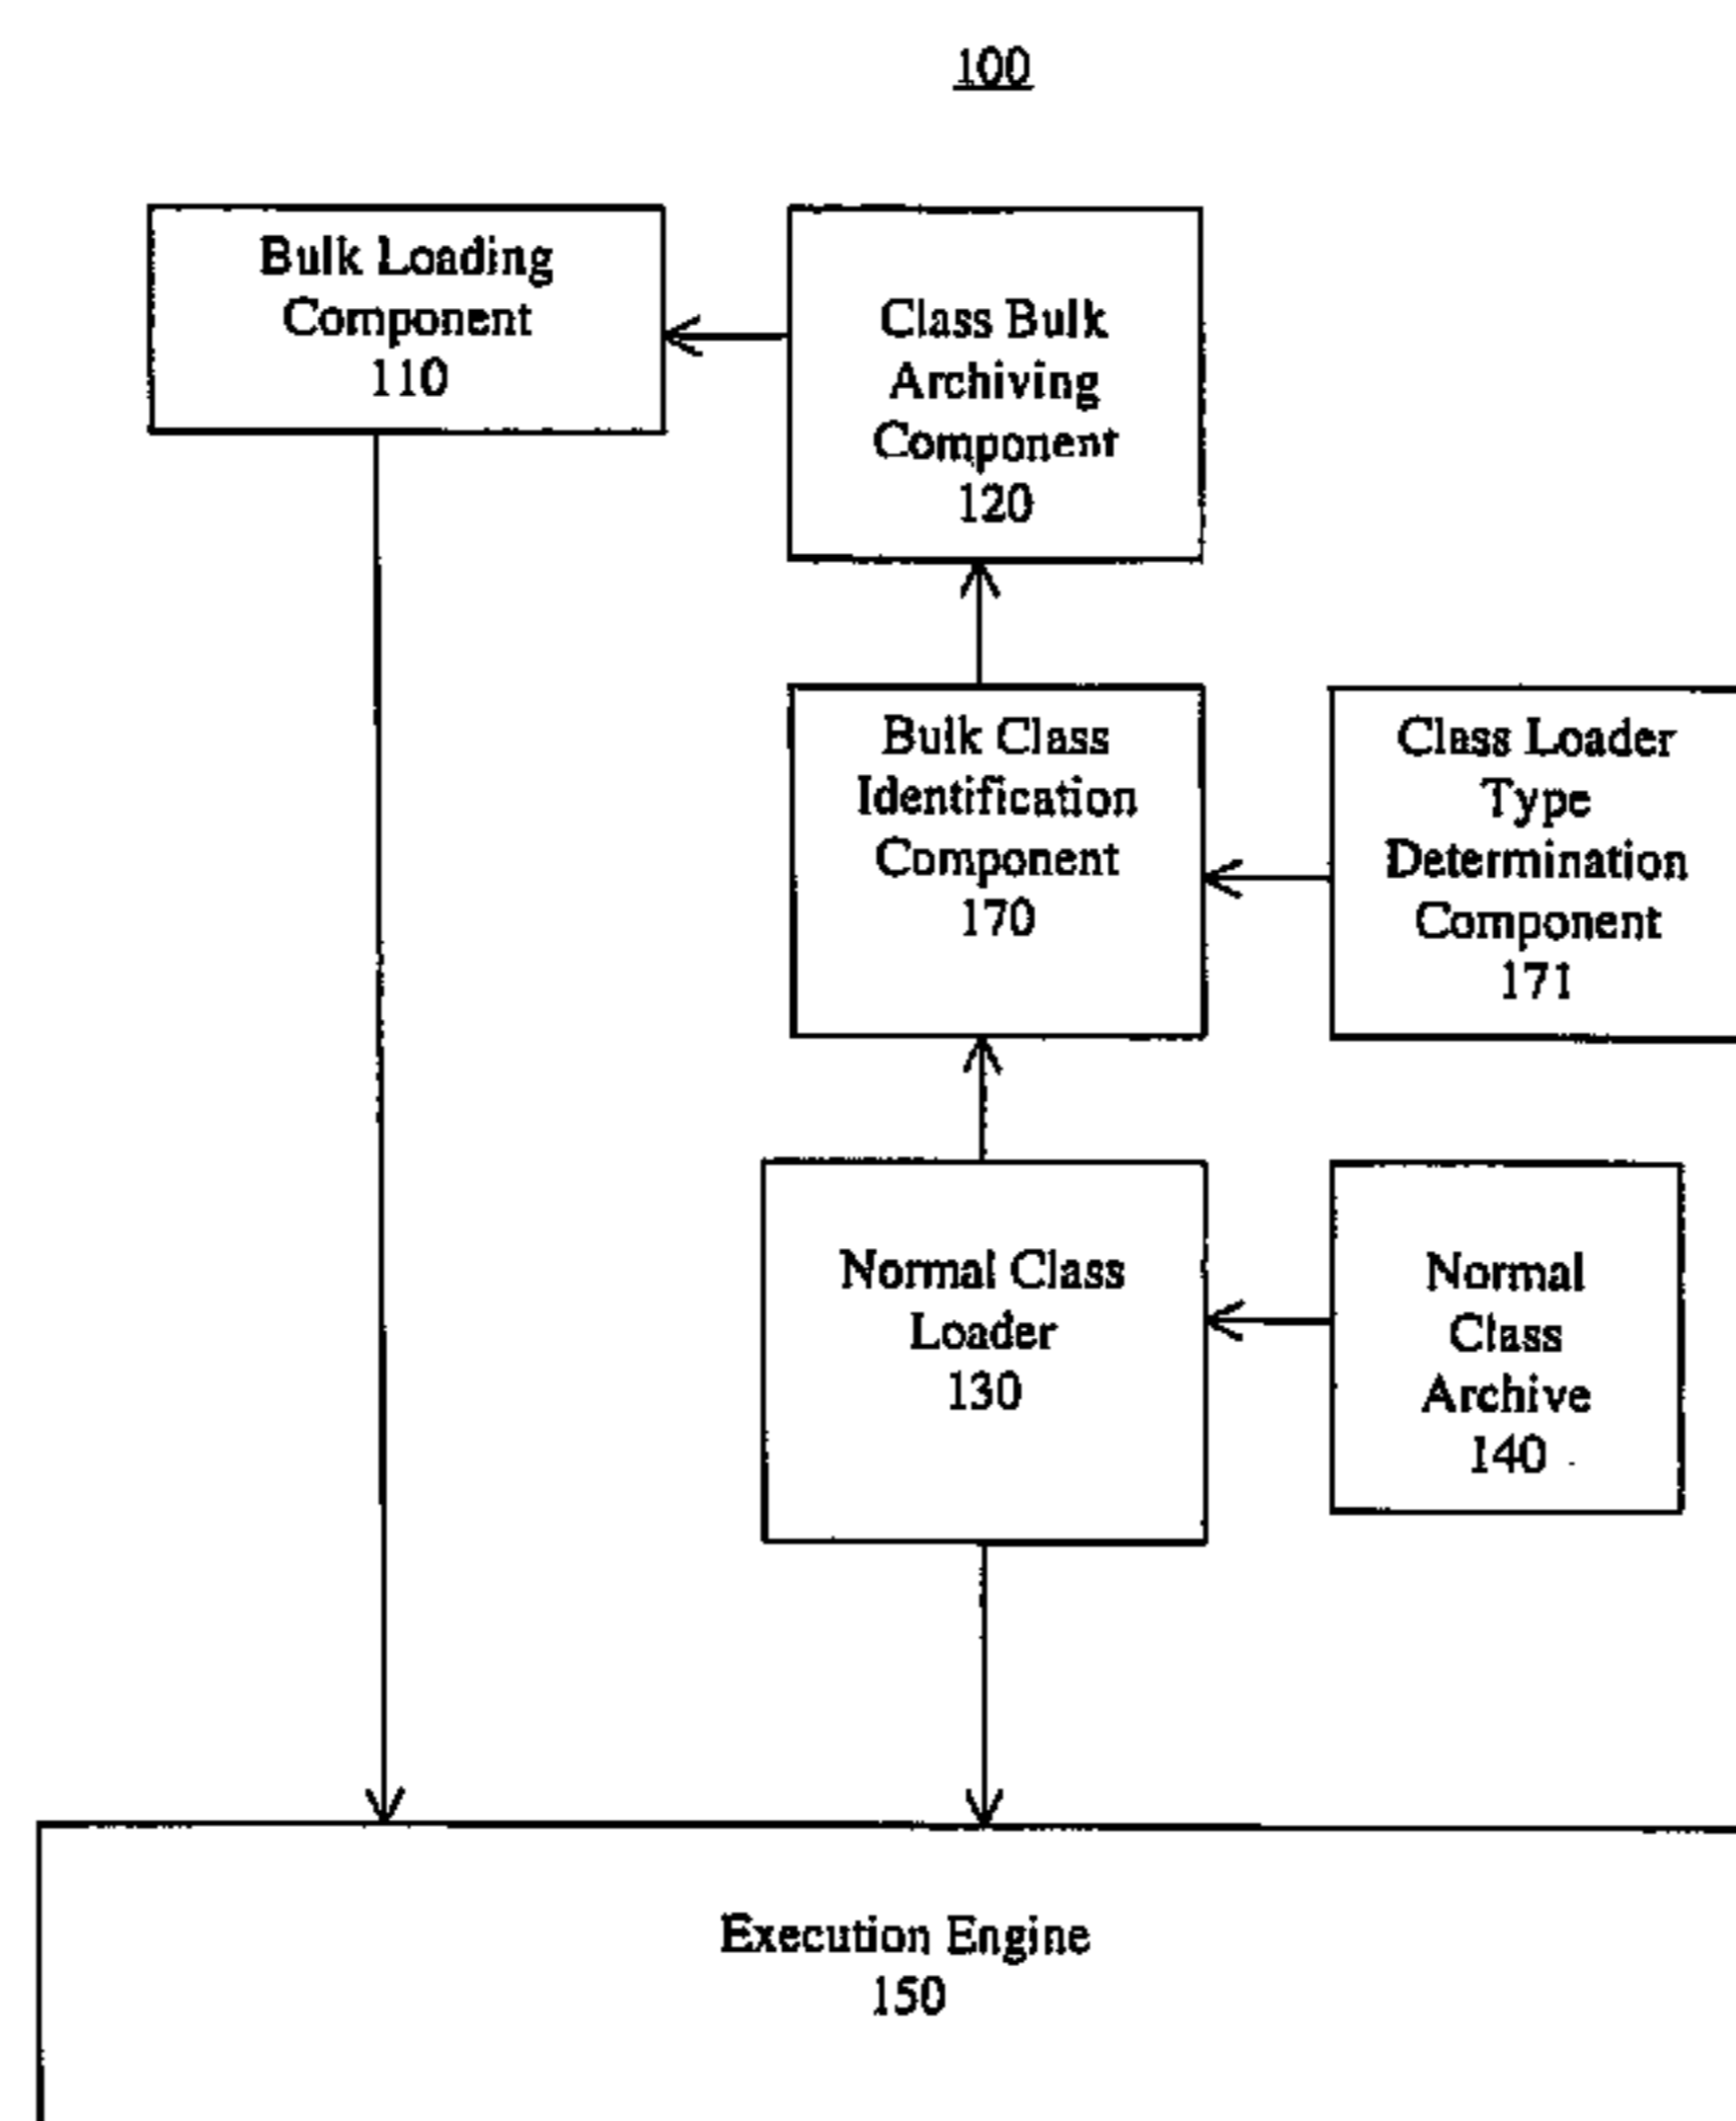 100
Bulk Loading
Component
110
Class Bulk
Archiving
Component
120
Bulk Class
Identification
Component
170
Class Loader
Type
Determination
Component
171
Normal Class
Loader
130
Normal
Class
Archive
140
Execution Engine
150